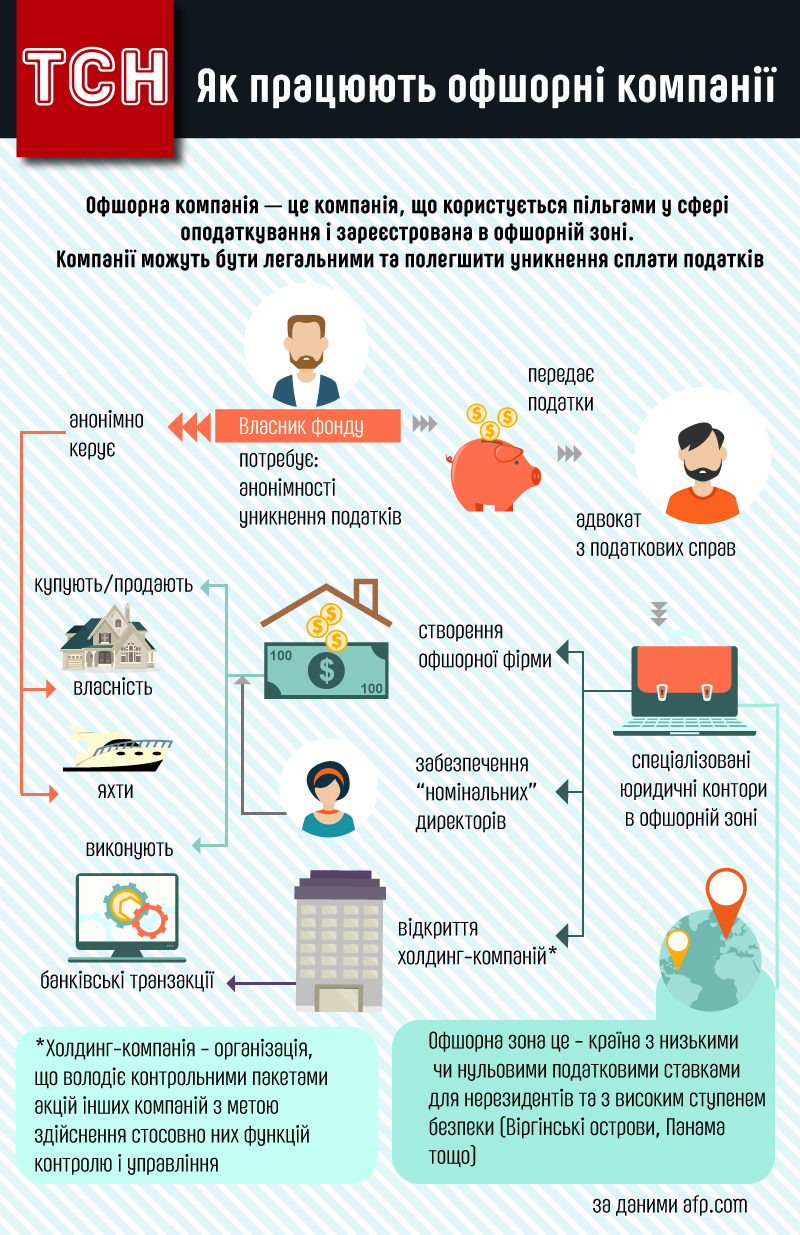 ТСН
Як працюють офшорні компанії
Офшорна компанія — це компанія, що користується пільгами у сфері
оподаткування і зареєстрована в офшорній зоні.
Компанії можуть бути легальними та полегшити уникнення сплати податків
анонімно
керує
Власник фонду
потребує:
анонімності
уникнення податків
передає
податки
адвокат
з податкових справ
купують/продають
власність
яхти
виконують
банківські транзакції
100
$
100
створення
офшорної фірми
забезпечення
“номінальних”
директорів
відкриття
холдинг-компаній*
спеціалізовані
юридичні контори
в офшорній зоні
*Холдинг-компанія - організація,
що володіє контрольними пакетами
акцій інших компаній з метою
здійснення стосовно них функцій
контролю і управління
Офшорна зона це - країна з низькими
чи нульовими податковими ставками
для нерезидентів та з високим ступенем
безпеки (Віргінські острови, Панама
тощо)
за даними afp.com